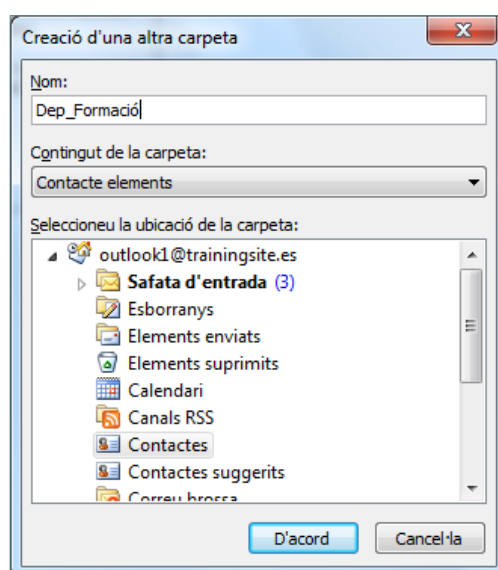 Creació d'una altra carpeta
Nom:
Dep_Formació
Contingut de la carpeta:
Contacte elements
Seleccioneu la ubicació de la carpeta:
outlook1@trainingsite.es
Safata d'entrada (3)
Esborranys
Elements enviats
Elements suprimits
Calendari
Canals RSS
Contactes
Contactes suggerits
Correu brossa
D'acord Cancel·la